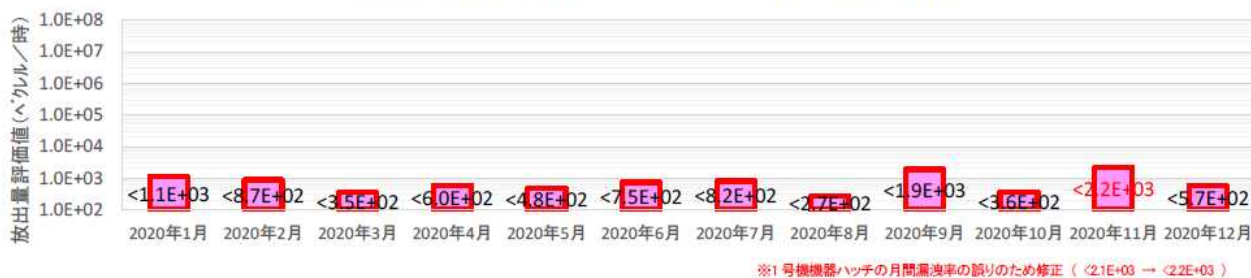 放出量評価値(ベクレル／時)
1.0E+08
1.0E+07
1.0E+06
1.0E+05
1.0E+04
1.0E+03
1.0E+02
<1.1E+03 <8.7E+02 <3.5E+02 <6.0E+02 <4.8E+02 <7.5E+02 <8.2E+02 <2.7E+02 <1.9E+03 <3.6E+02 <2.2E+03 <5.7E+02
2020年1月 2020年2月 2020年3月 2020年4月 2020年5月 2020年6月 2020年7月 2020年8月 2020年9月 2020年10月 2020年11月 2020年12月
※1号機機器ハッチの月間漏洩率の誤りのため修正（ <2.1E+03 → <2.2E+03 ）